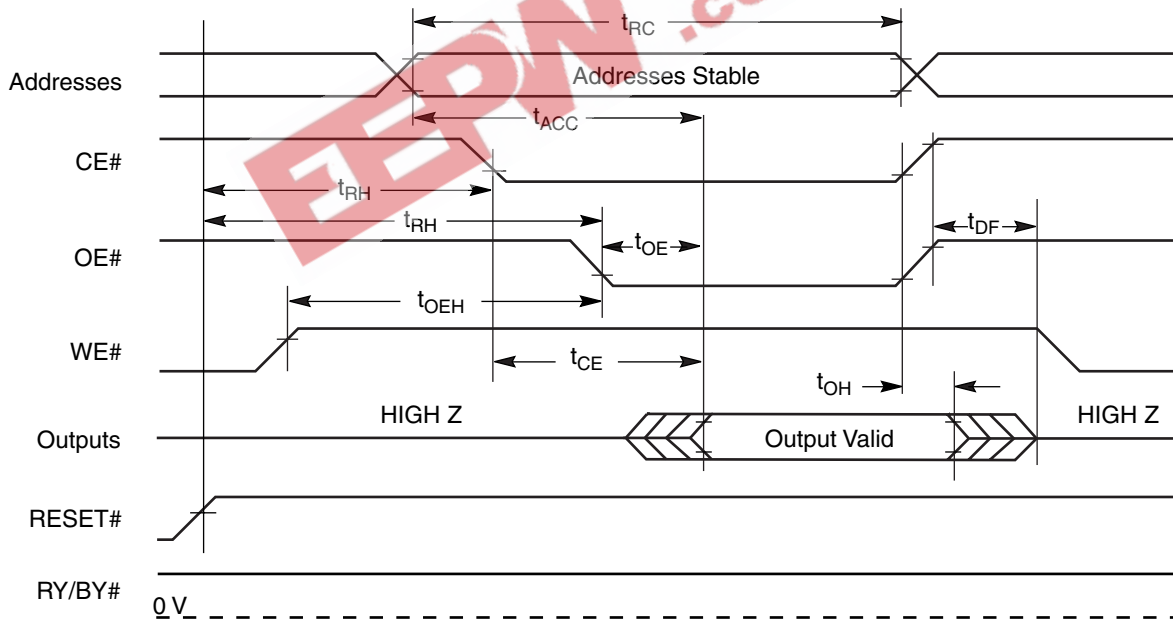 tRC
Addresses
Addresses Stable
tACC
CE#
tRH
tRH
tDF
OE#
tOE
tOEH
WE#
tCE
tOH
HIGH Z
HIGH Z
Outputs
Output Valid
RESET#
RY/BY#
0 V
EEPW